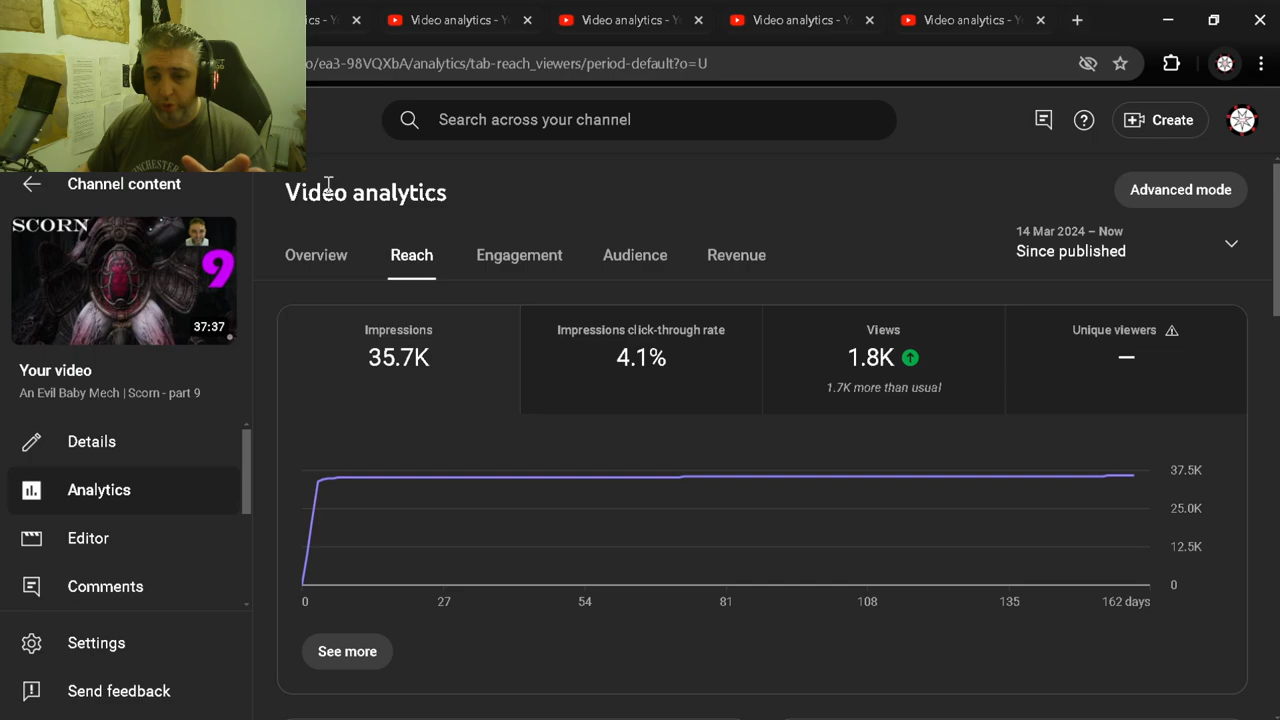 cs - Y
Video analytics - Yo
Video analytics - Yo
Video analytics - Yo
Video analytics - Yo
o/ea3-98VQXbA/analytics/tab-reach_viewers/period-default?o=U
Search across your channel
Create
Channel content
Video analytics
Advanced mode
14 Mar 2024 – Now
Since published
Overview
Reach
Engagement
Audience
Revenue
SCORN
9
37:37
Your video
An Evil Baby Mech | Scorn - part 9
Details
Analytics
Editor
Comments
Settings
Send feedback
Impressions
35.7K
Impressions click-through rate
4.1%
Views
1.8K
1.7K more than usual
Unique viewers
—
37.5K
25.0K
12.5K
0
0 27 54 81 108 135 162 days
See more